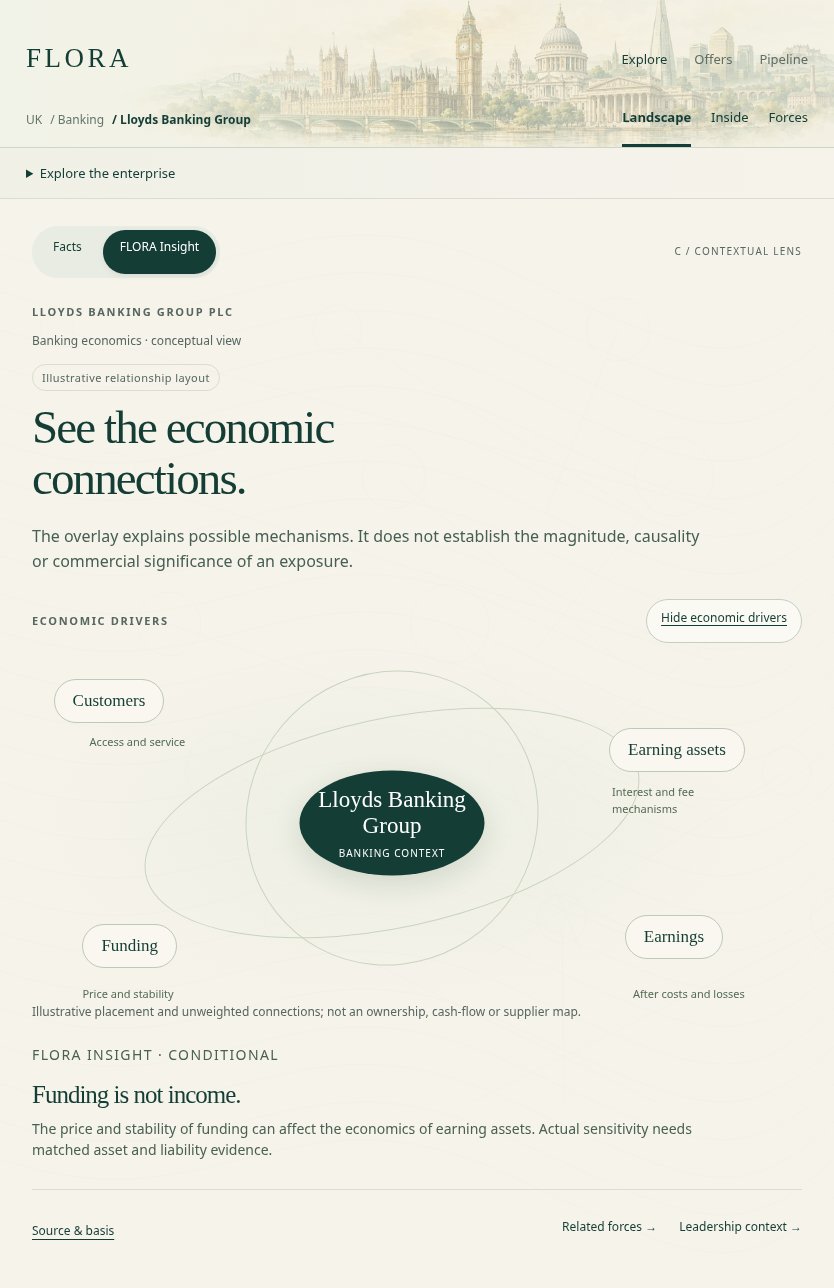 FLORA
Explore Offers Pipeline
UK / Banking / Lloyds Banking Group
Landscape Inside Forces
▶ Explore the enterprise
Facts FLORA Insight
C / CONTEXTUAL LENS
LLOYDS BANKING GROUP PLC
Banking economics · conceptual view
Illustrative relationship layout
See the economic
connections.
The overlay explains possible mechanisms. It does not establish the magnitude, causality
or commercial significance of an exposure.
ECONOMIC DRIVERS
Hide economic drivers
Customers
Access and service
Earning assets
Interest and fee
mechanisms
Lloyds Banking
Group
BANKING CONTEXT
Funding
Price and stability
Earnings
After costs and losses
Illustrative placement and unweighted connections; not an ownership, cash-flow or supplier map.
FLORA INSIGHT · CONDITIONAL
Funding is not income.
The price and stability of funding can affect the economics of earning assets. Actual sensitivity needs
matched asset and liability evidence.
Source & basis
Related forces → Leadership context →